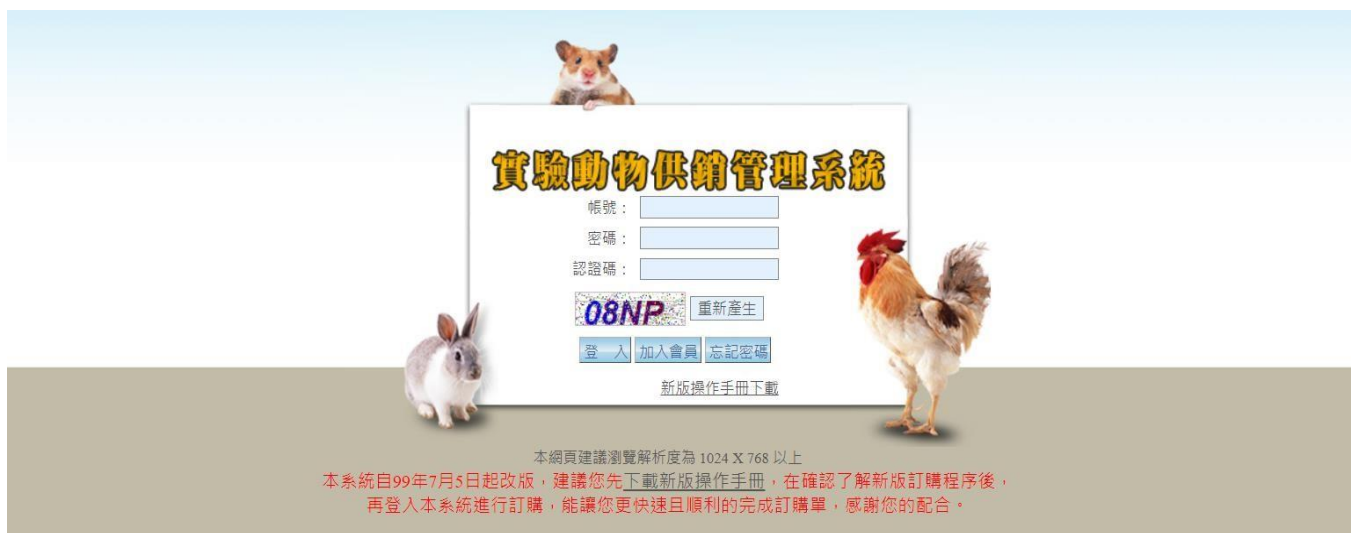 實驗動物供銷管理系統
帳號：
密碼：
認證碼：
08NP 重新產生
登 入 加入會員 忘記密碼
新版操作手冊下載
本網頁建議瀏覽解析度為 1024 X 768 以上
本系統自99年7月5日起改版，建議您先下載新版操作手冊，在確認了解新版訂購程序後，
再登入本系統進行訂購，能讓您更快速且順利的完成訂購單，感謝您的配合。